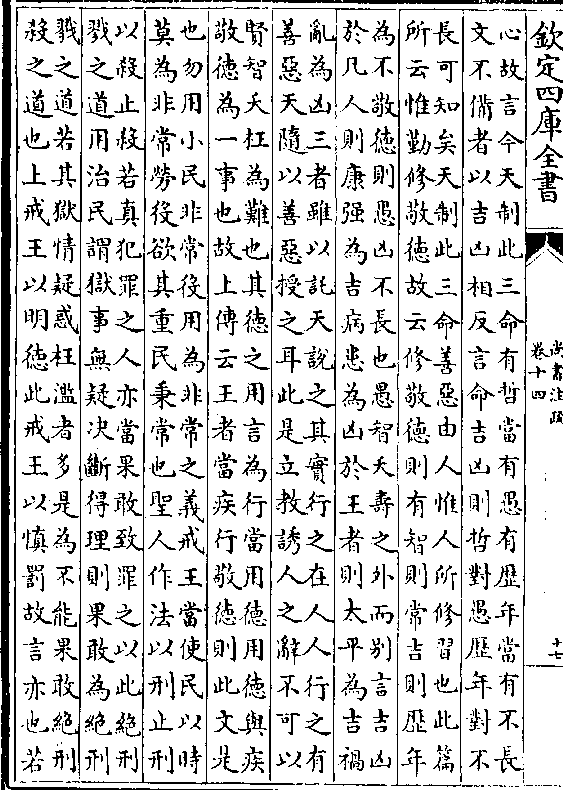 欽定四庫全書
尚書注疏
卷十四
十七
心故言今天制此三命有哲當有愚有歷年當有不長
文不備者以吉凶相反言命吉凶則哲對愚歷年對不
長可知矣天制此三命善惡由人惟人所修習也此篇
所云惟勤修敬德故云修敬德則有智則常吉則歷年
為不敬德則愚凶不長也愚智夭壽之外而别言吉凶
於凡人則康强為吉病患為凶於王者則太平為吉禍
亂為凶三者雖以託天說之其實行之在人人行之有
善惡天隨以善惡授之耳此是立教誘人之辭不可以
賢智夭枉為難也其德之用言為行當用德用德與疾
敬德為一事也故上傳云王者當疾行敬德則此文是
也勿用小民非常役用為非常之義戒王當使民以時
莫為非常勞役欲其重民秉常也聖人作法以刑止刑
以殺止殺若真犯罪之人亦當果敢致罪之以此絶刑
戮之道用治民謂獄事無疑決斷得理則果敢為絶刑
戮之道若其獄情疑惑枉濫者多是為不能果敢絶刑
殺之道也上戒王以明德此戒王以慎罰故言亦也若